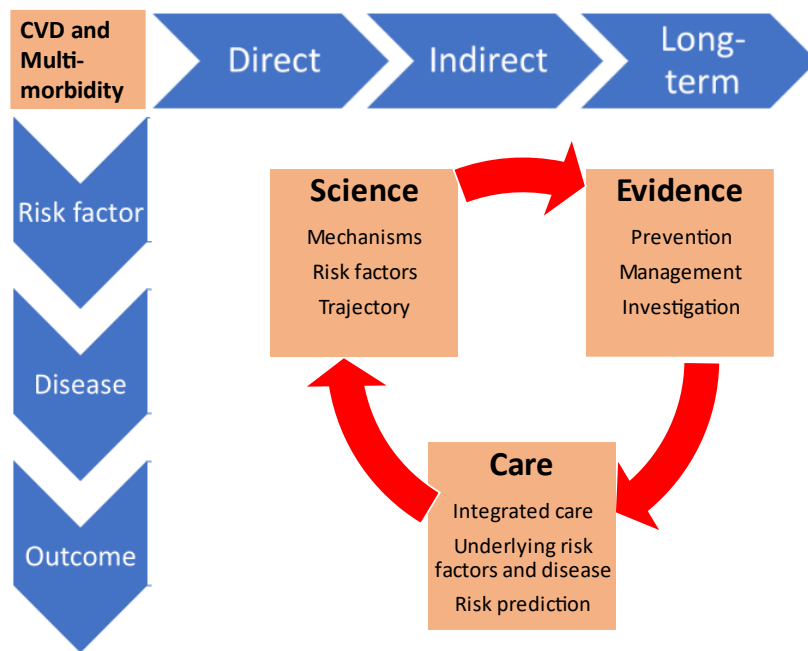 CVD and
Multi-
morbidity
Direct
Indirect
Long-
term
Risk factor
Disease
Outcome
Science
Mechanisms
Risk factors
Trajectory
Evidence
Prevention
Management
Investigation
Care
Integrated care
Underlying risk
factors and disease
Risk prediction